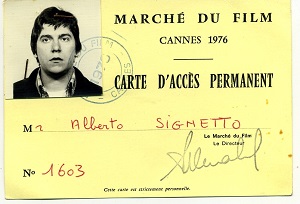 MARCHÉ DU FILM
CANNES 1976
CARTE D'ACCÈS PERMANENT
Mr Alberto SIGNETTO
Le Marché du Film
Le Directeur
No 1603
Cette carte est strictement personnelle.